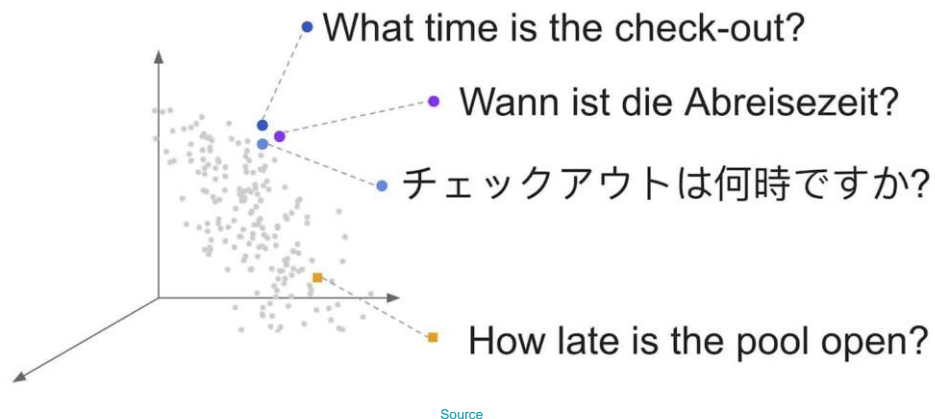 What time is the check-out?
Wann ist die Abreisezeit?
チェックアウトは何時ですか?
How late is the pool open?
Source